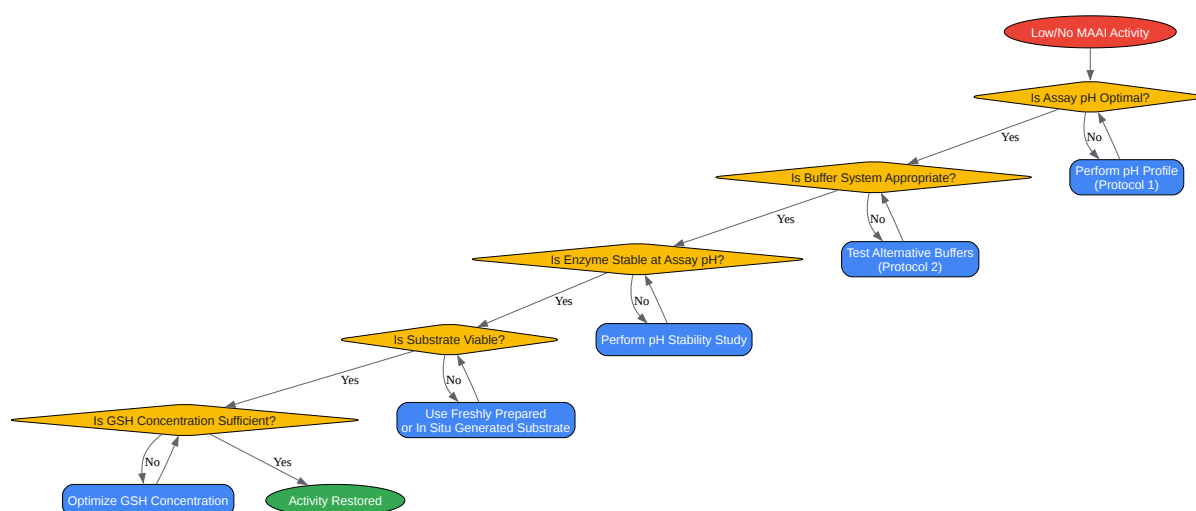 Low/No MAAI Activity
Is Assay pH Optimal?
Yes
No
Perform pH Profile
(Protocol 1)
Is Buffer System Appropriate?
Yes
No
Test Alternative Buffers
(Protocol 2)
Is Enzyme Stable at Assay pH?
Yes
No
Perform pH Stability Study
Is Substrate Viable?
Yes
No
Use Freshly Prepared
or In Situ Generated Substrate
Is GSH Concentration Sufficient?
No
Yes
Optimize GSH Concentration
Activity Restored